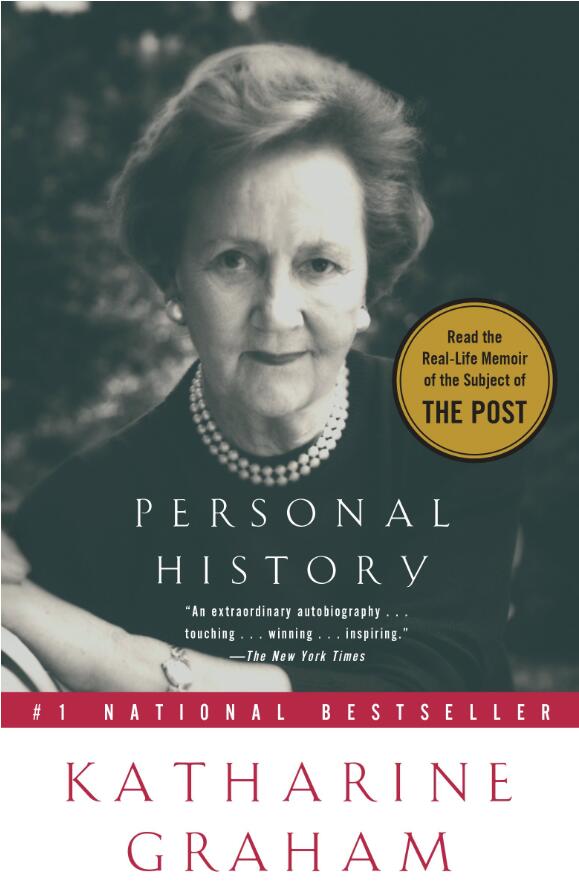 Read the
Real-Life Memoir
of the Subject of
THE POST
PERSONAL
HISTORY
“An extraordinary autobiography . . .
touching . . . winning . . . inspiring.”
—The New York Times
#1 NATIONAL BESTSELLER
KATHARINE
GRAHAM